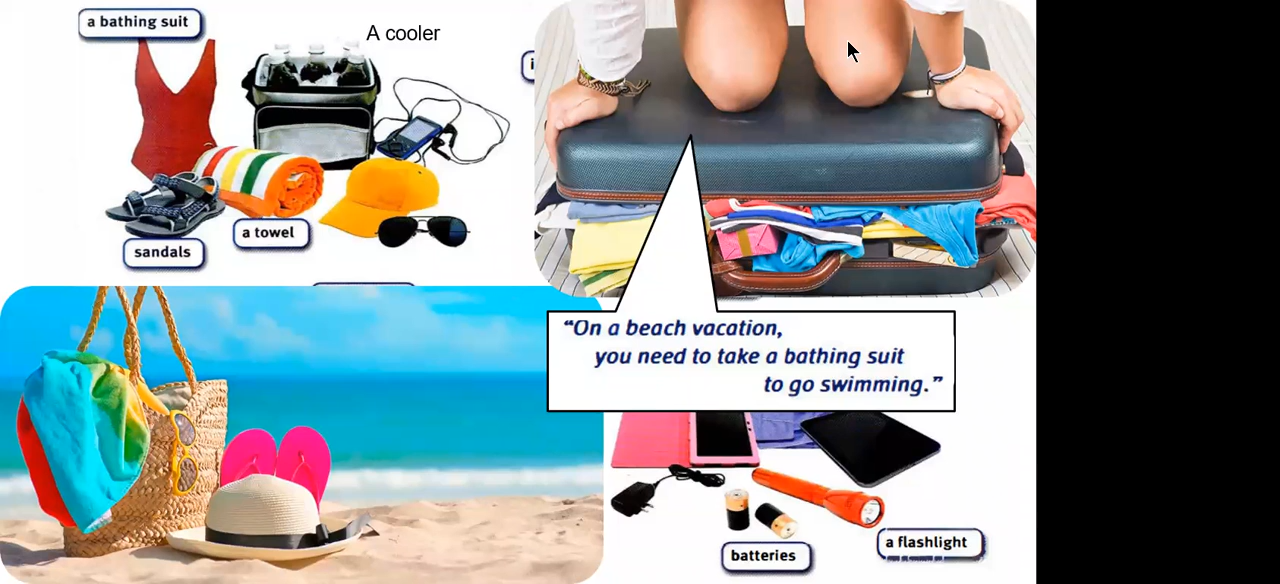 a bathing suit
A cooler
sandals
a towel
“On a beach vacation,
you need to take a bathing suit
to go swimming.”
batteries
a flashlight